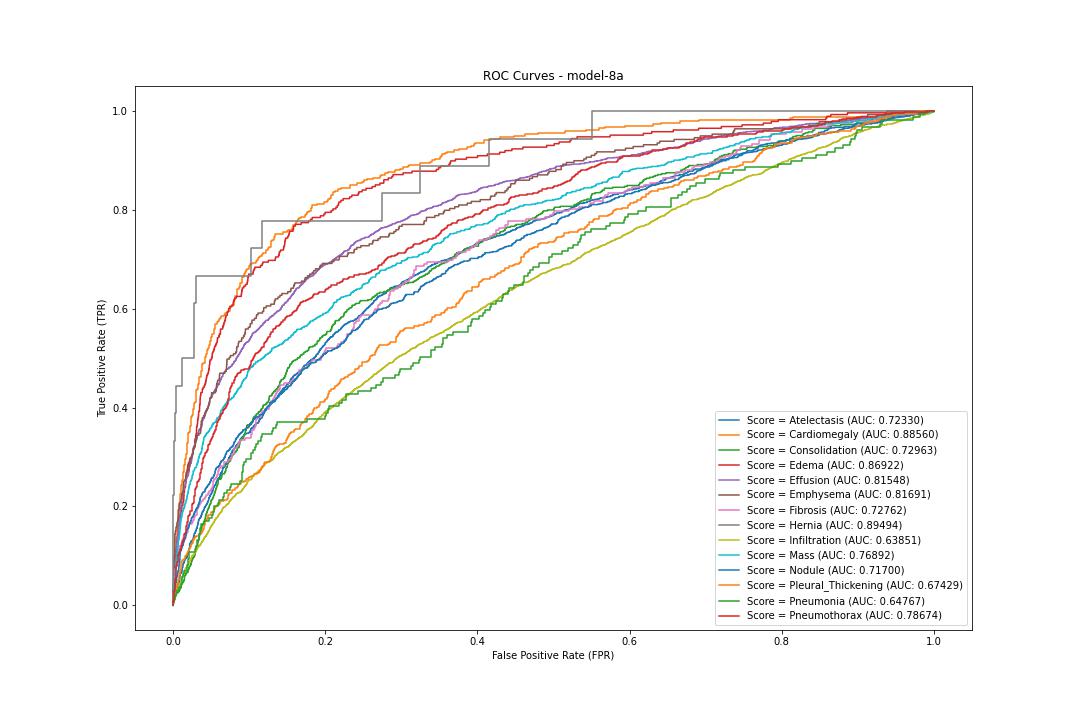 ROC Curves - model-8a
1.0
0.8
0.6
0.4
0.2
0.0
True Positive Rate (TPR)
Score = Atelectasis (AUC: 0.72330)
Score = Cardiomegaly (AUC: 0.88560)
Score = Consolidation (AUC: 0.72963)
Score = Edema (AUC: 0.86922)
Score = Effusion (AUC: 0.81548)
Score = Emphysema (AUC: 0.81691)
Score = Fibrosis (AUC: 0.72762)
Score = Hernia (AUC: 0.89494)
Score = Infiltration (AUC: 0.63851)
Score = Mass (AUC: 0.76892)
Score = Nodule (AUC: 0.71700)
Score = Pleural_Thickening (AUC: 0.67429)
Score = Pneumonia (AUC: 0.64767)
Score = Pneumothorax (AUC: 0.78674)
0.0 0.2 0.4 0.6 0.8 1.0
False Positive Rate (FPR)